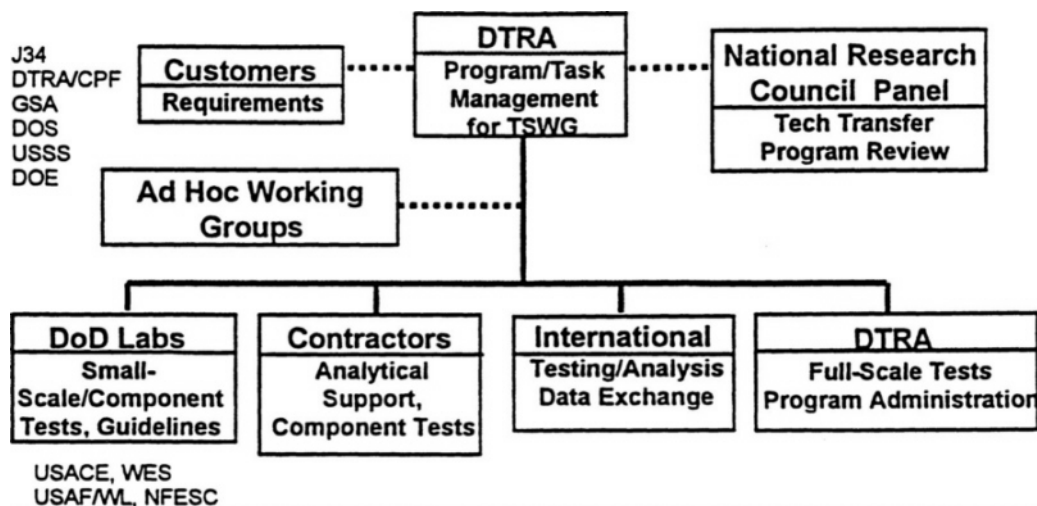 J34
DTRA/CPF
GSA
DOS
USSS
DOE
Customers
Requirements
DTRA
Program/Task
Management
for TSWG
National Research
Council Panel
Tech Transfer
Program Review
Ad Hoc Working
Groups
DoD Labs
Small-
Scale/Component
Tests, Guidelines
USACE, WES
USAF/WL, NFESC
Contractors
Analytical
Support,
Component Tests
International
Testing/Analysis
Data Exchange
DTRA
Full-Scale Tests
Program Administration